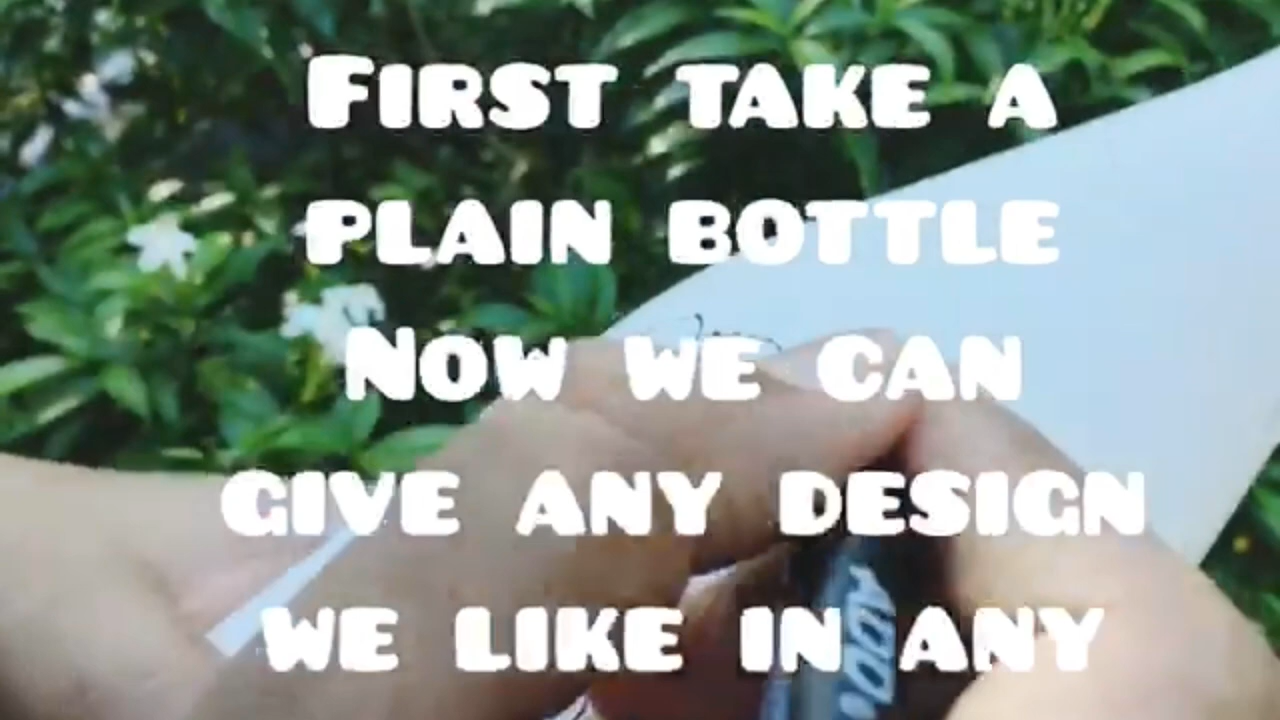 First take a
plain bottle
Now we can
give any design
we like in any